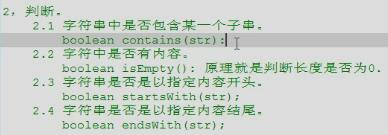 2，判断。
2.1 字符串中是否包含某一个子串。
boolean contains(str):
2.2 字符中是否有内容。
boolean isEmpty(): 原理就是判断长度是否为0.
2.3 字符串是否是以指定内容开头。
boolean startsWith(str);
2.4 字符串是否是以指定内容结尾。
boolean endsWith(str);